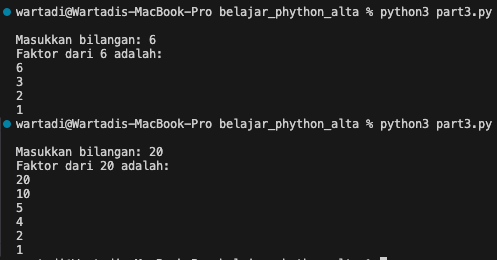 wartadi@Wartadis-MacBook-Pro belajar_phython_alta % python3 part3.py
Masukkan bilangan: 6
Faktor dari 6 adalah:
6
3
2
1
wartadi@Wartadis-MacBook-Pro belajar_phython_alta % python3 part3.py
Masukkan bilangan: 20
Faktor dari 20 adalah:
20
10
5
4
2
1